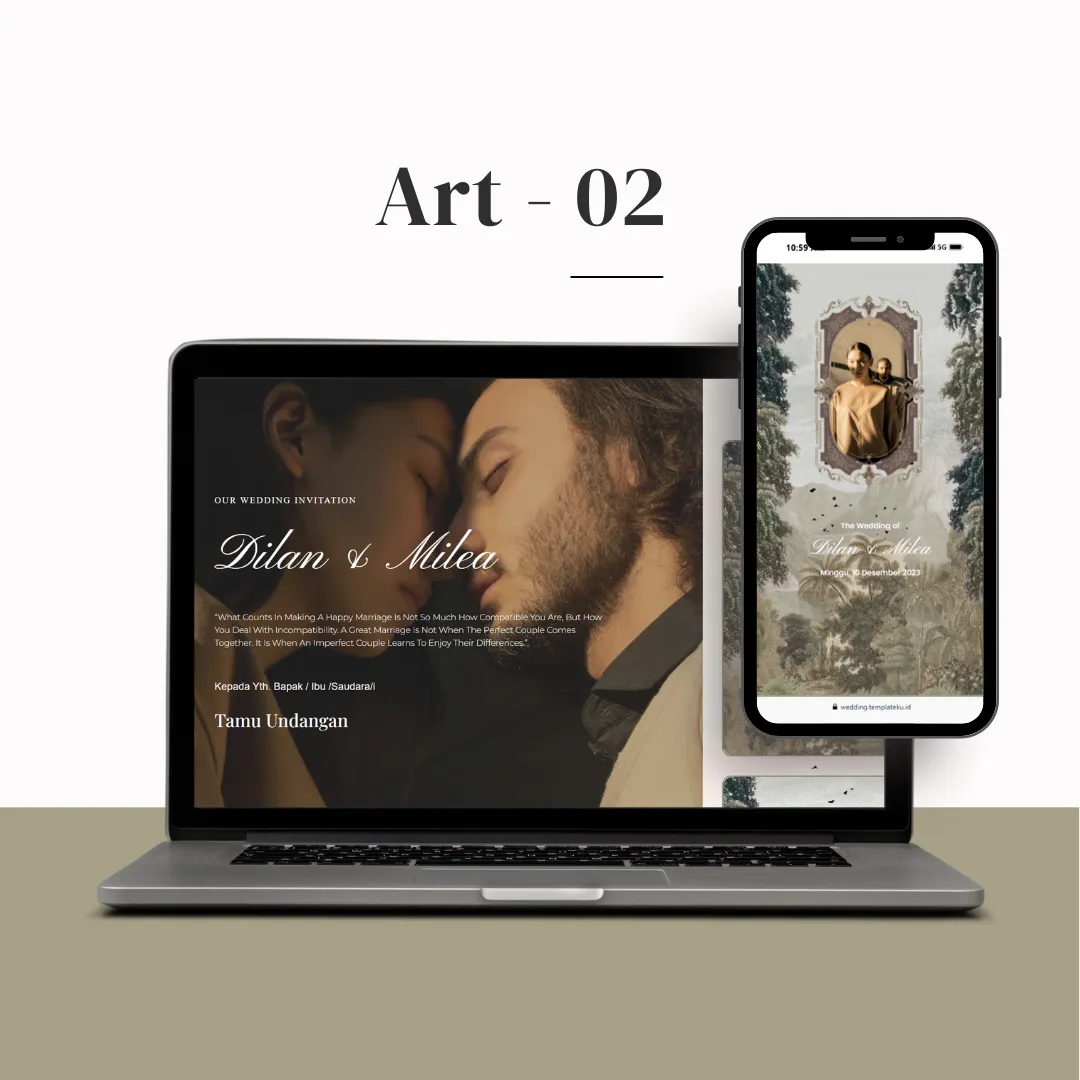 Art - 02
OUR WEDDING INVITATION
Dilan & Milea
"What Counts In Making A Happy Marriage Is Not So Much How Compatible You Are, But How
You Deal With Incompatibility. A Great Marriage Is Not When The Perfect Couple Comes
Together. It Is When An Imperfect Couple Learns To Enjoy Their Differences."
Kepada Yth. Bapak / Ibu /Saudara/i
Tamu Undangan
10:59
5G
The Wedding of
Dilan & Milea
Minggu, 10 Desember 2023
wedding.templateku.id